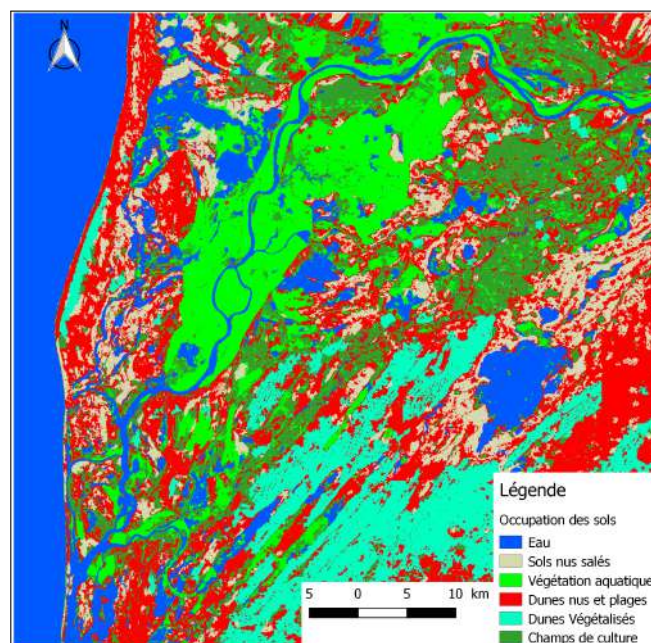 N
Légende
Occupation des sols
Eau
Sols nus salés
Végétation aquatique
Dunes nus et plages
Dunes Végétalisés
Champs de culture
5 0 5 10 km